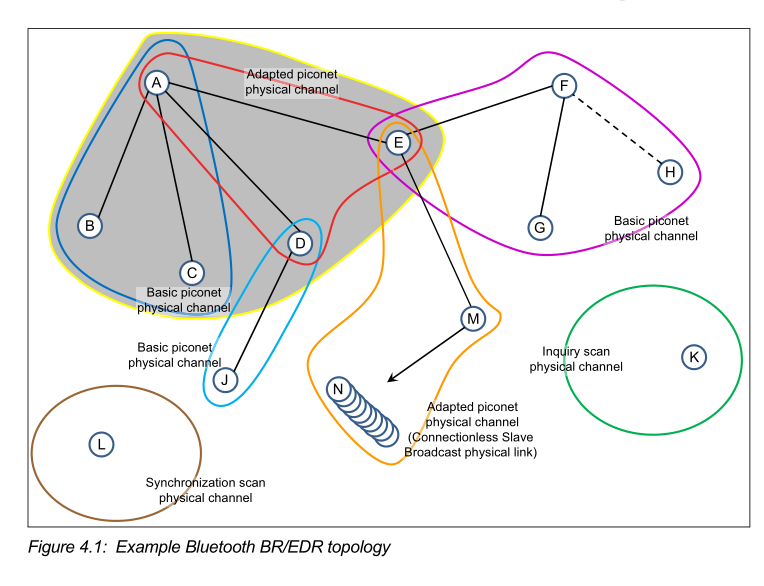 A
Adapted piconet
physical channel
F
E
H
B
G
Basic piconet
physical channel
D
C
Basic piconet
physical channel
M
Basic piconet
physical channel
Inquiry scan
physical channel
K
J
N
Adapted piconet
physical channel
(Connectionless Slave
Broadcast physical link)
L
Synchronization scan
physical channel
Figure 4.1: Example Bluetooth BR/EDR topology